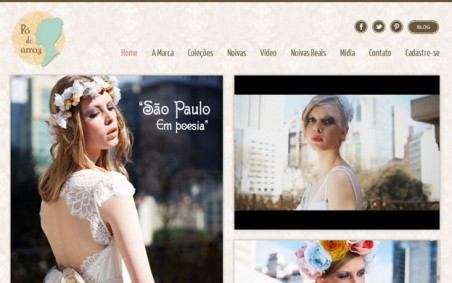 Pó
de
arroz
BLOG
Home A Marca Coleções Noivas Vídeo Noivas Reais Mídia Contato Cadastre-se
“São Paulo
Em poesia”